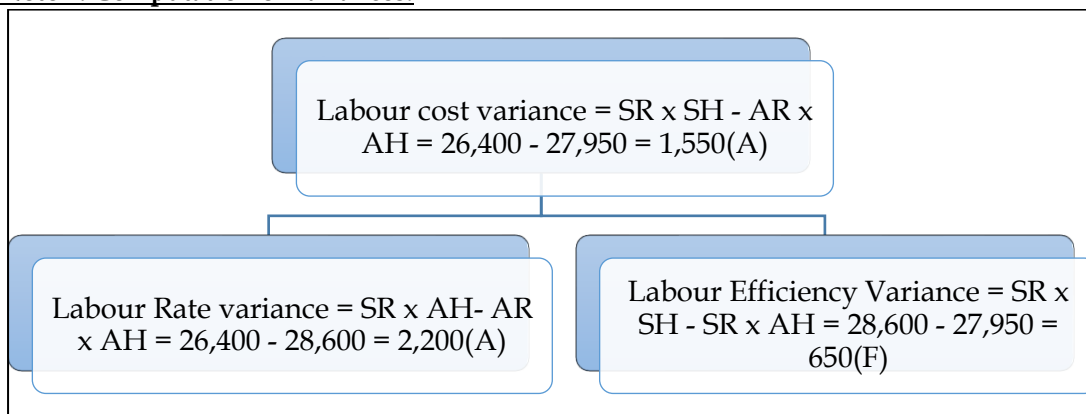 Labour cost variance = SR x SH - AR x
AH = 26,400 - 27,950 = 1,550(A)
Labour Rate variance = SR x AH- AR
x AH = 26,400 - 28,600 = 2,200(A)
Labour Efficiency Variance = SR x
SH - SR x AH = 28,600 - 27,950 =
650(F)